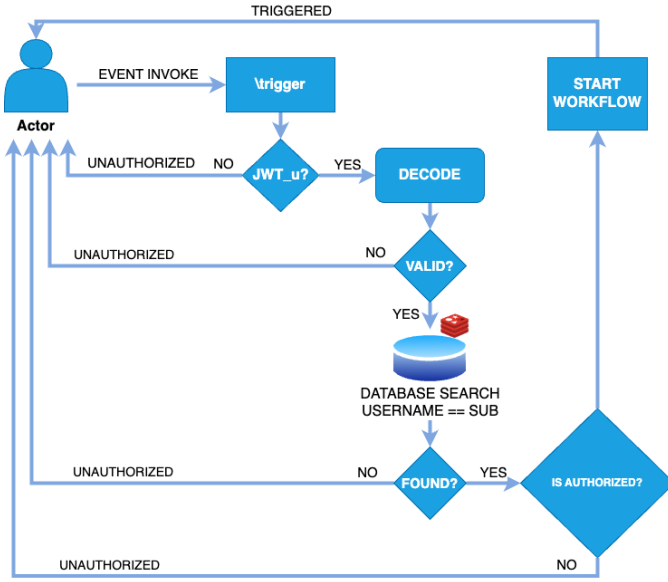 TRIGGERED
EVENT INVOKE
\trigger
START
WORKFLOW
Actor
UNAUTHORIZED
NO
JWT_u?
YES
DECODE
UNAUTHORIZED
NO
VALID?
YES
DATABASE SEARCH
USERNAME == SUB
UNAUTHORIZED
NO
FOUND?
YES
IS AUTHORIZED?
UNAUTHORIZED
NO